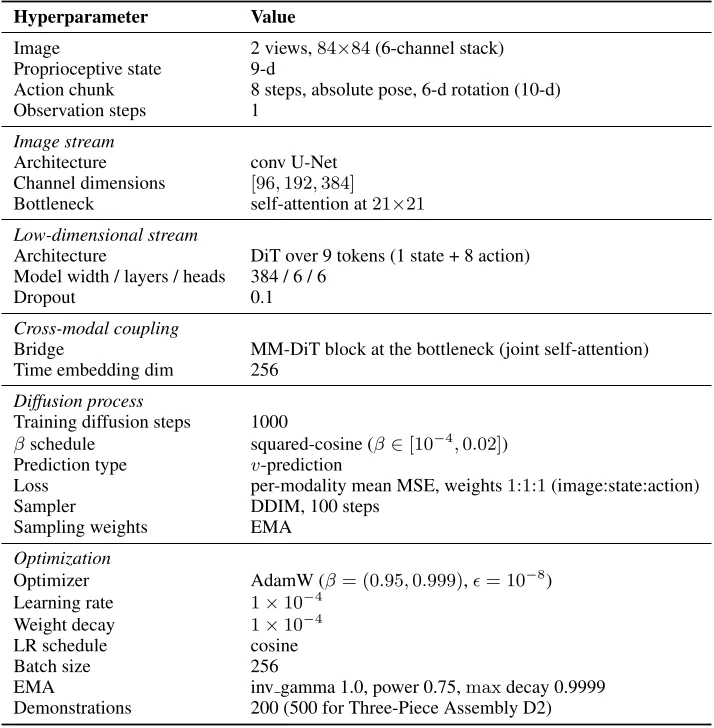 Hyperparameter Value
Image 2 views, 84×84 (6-channel stack)
Proprioceptive state 9-d
Action chunk 8 steps, absolute pose, 6-d rotation (10-d)
Observation steps 1
Image stream
Architecture conv U-Net
Channel dimensions [96, 192, 384]
Bottleneck self-attention at 21×21
Low-dimensional stream
Architecture DiT over 9 tokens (1 state + 8 action)
Model width / layers / heads 384 / 6 / 6
Dropout 0.1
Cross-modal coupling
Bridge MM-DiT block at the bottleneck (joint self-attention)
Time embedding dim 256
Diffusion process
Training diffusion steps 1000
β schedule squared-cosine (β ∈ [10⁻⁴, 0.02])
Prediction type v-prediction
Loss per-modality mean MSE, weights 1:1:1 (image:state:action)
Sampler DDIM, 100 steps
Sampling weights EMA
Optimization
Optimizer AdamW (β = (0.95, 0.999), ϵ = 10⁻⁸)
Learning rate 1 × 10⁻⁴
Weight decay 1 × 10⁻⁴
LR schedule cosine
Batch size 256
EMA inv_gamma 1.0, power 0.75, max decay 0.9999
Demonstrations 200 (500 for Three-Piece Assembly D2)